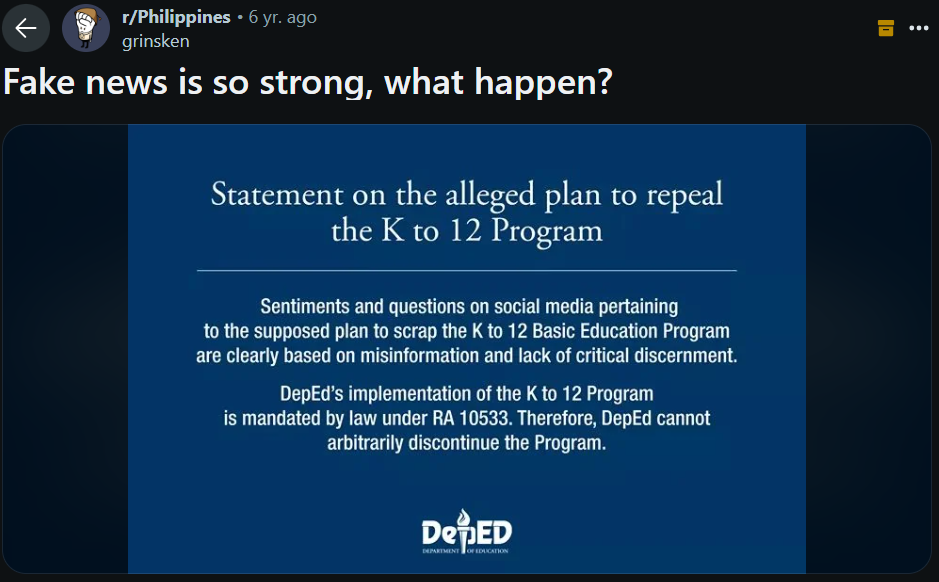 r/Philippines • 6 yr. ago
grinsken
Fake news is so strong, what happen?
Statement on the alleged plan to repeal
the K to 12 Program
Sentiments and questions on social media pertaining
to the supposed plan to scrap the K to 12 Basic Education Program
are clearly based on misinformation and lack of critical discernment.
DepEd's implementation of the K to 12 Program
is mandated by law under RA 10533. Therefore, DepEd cannot
arbitrarily discontinue the Program.
DepED
DEPARTMENT OF EDUCATION